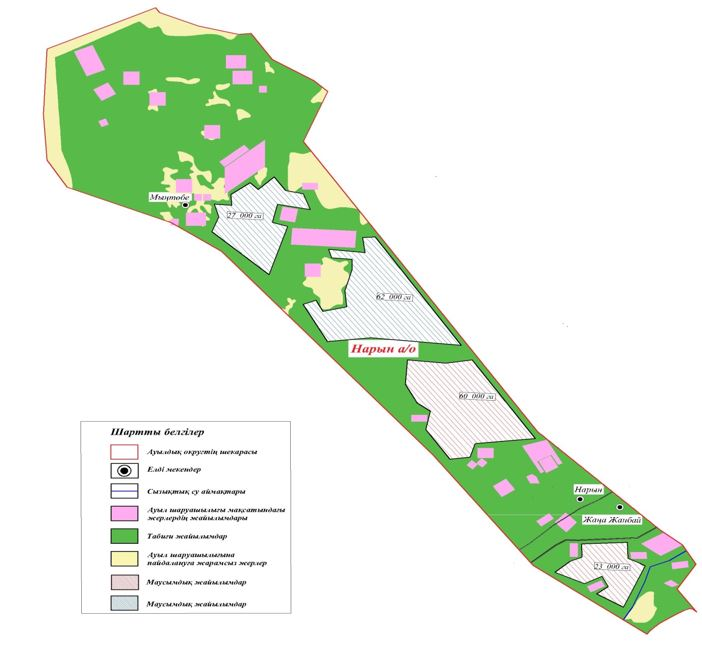 Мыңтөбе
27 000 га
62 000 га
Нарын а/о
60 000 га
Нарын
Жаңа Жанбай
23 000 га
Шартты белгілер
Ауылдық округтің шекарасы
Елді мекендер
Сызықтық су аймақтары
Ауыл шаруашылығы мақсатындағы
жерлердің жайылымдары
Табиғи жайылымдар
Ауыл шаруашылығына
пайдалануға жарамсыз жерлер
Маусымдық жайылымдар
Маусымдық жайылымдар